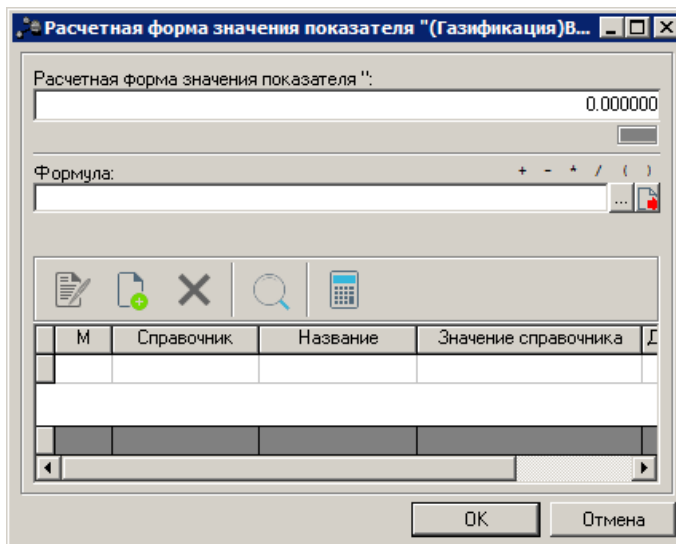 Расчетная форма значения показателя "(Газификация)В...
Расчетная форма значения показателя '':
0.000000
Формула: + - * / ( )
...
М Справочник Название Значение справочника
OK Отмена